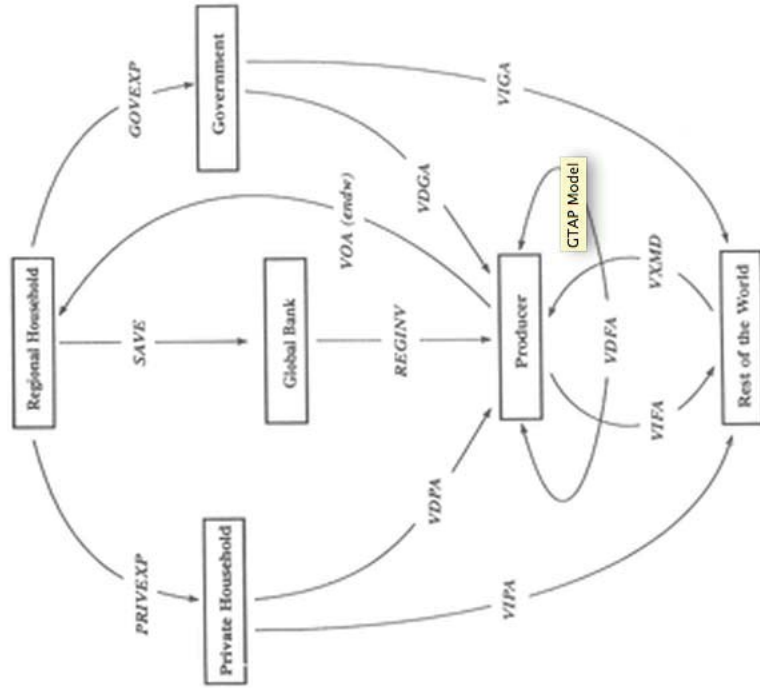 Regional Household
PRIVEXP
SAVE
GOVEXP
Private Household
Global Bank
Government
VOA (endw)
VDPA
REGINV
VDGA
VIPA
Producer
VIGA
GTAP Model
VDFA
VIFA
VXMD
Rest of the World